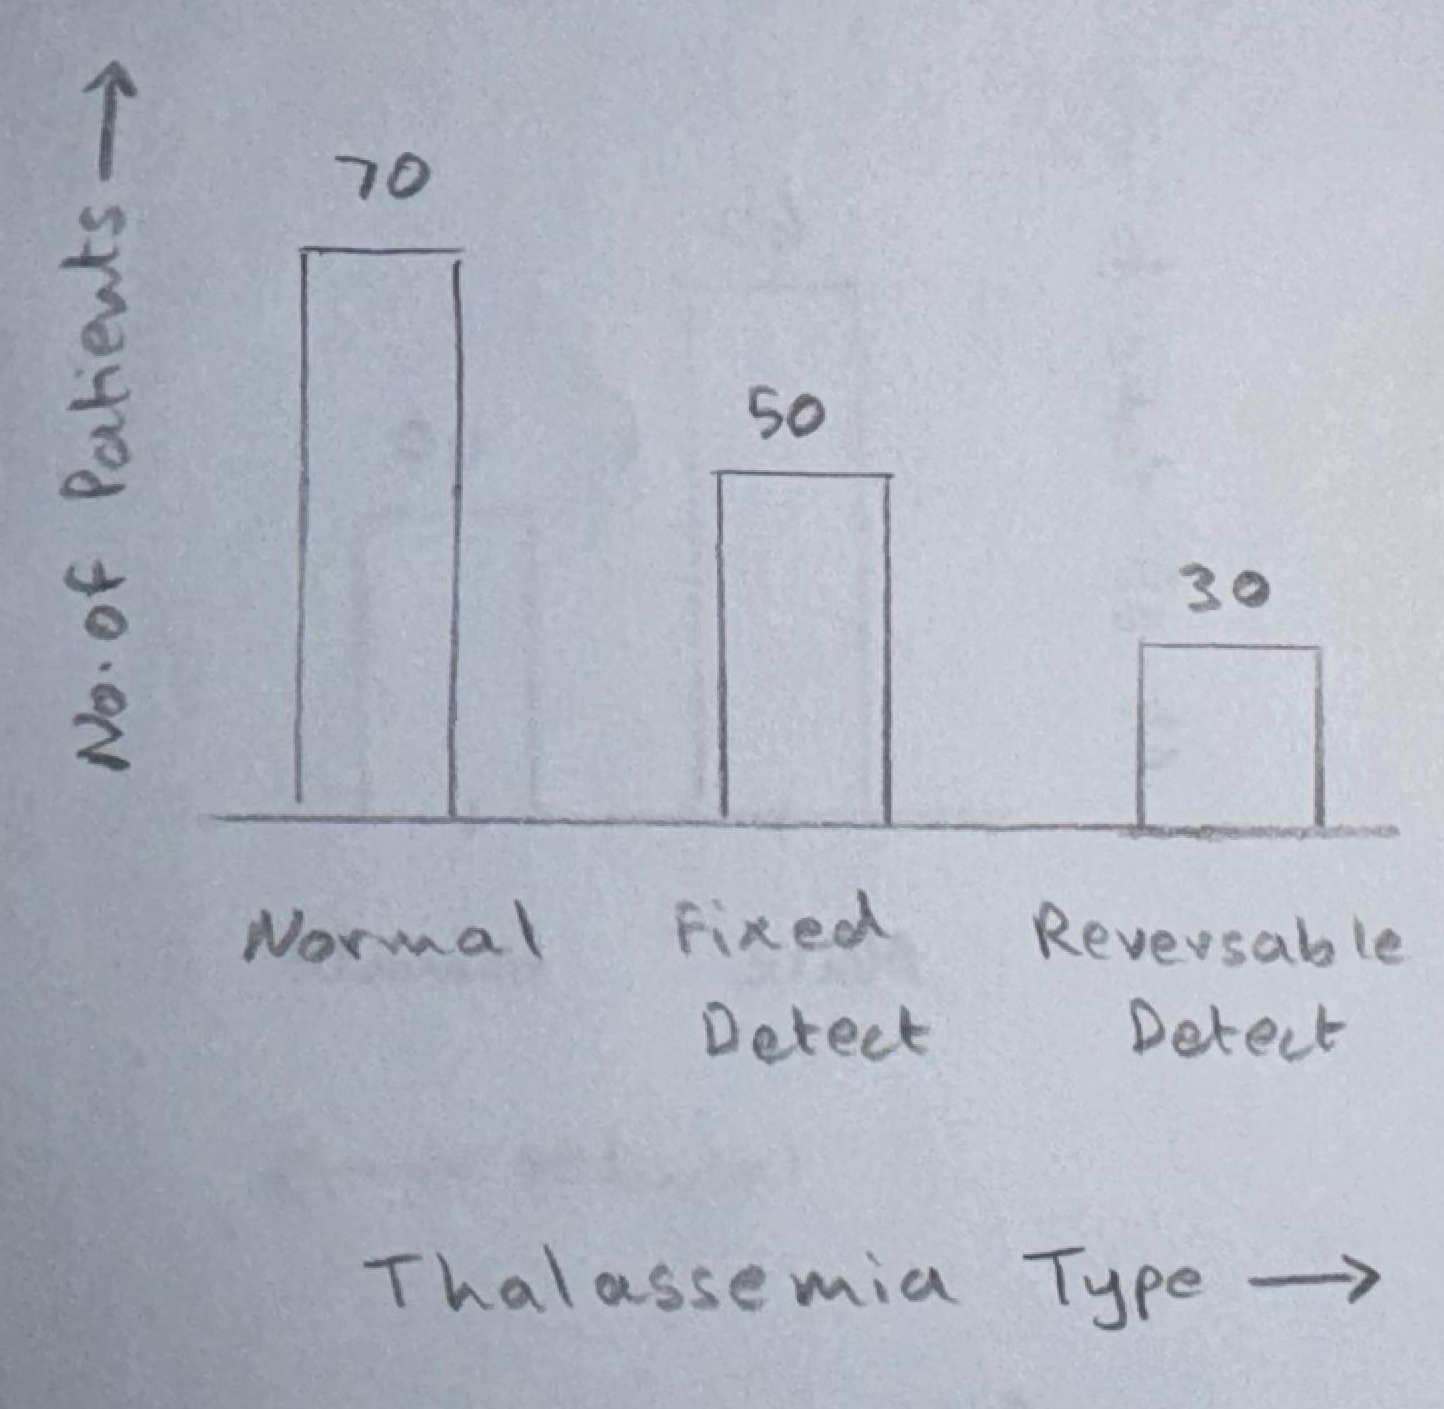 No. of Patients →
70
50
30
Normal
Fixed
Detect
Reversable
Detect
Thalassemia Type →